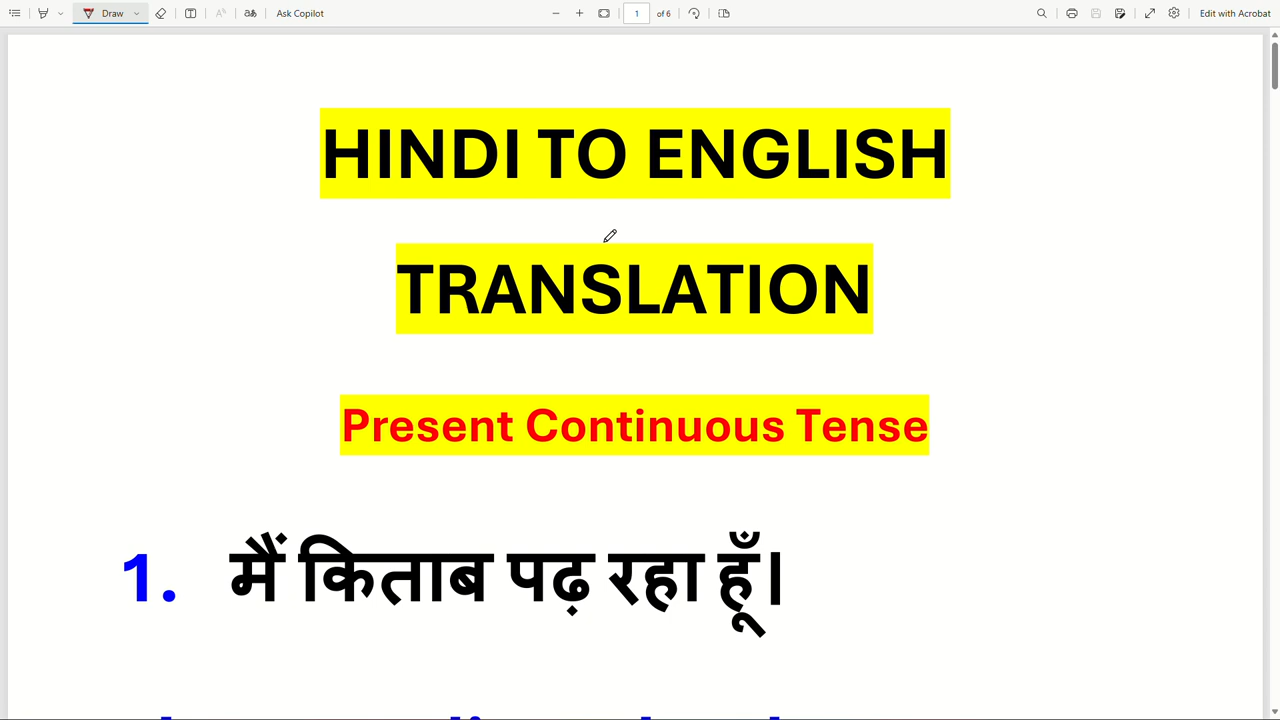 Draw
Ask Copilot
1 of 6
Edit with Acrobat
HINDI TO ENGLISH
TRANSLATION
Present Continuous Tense
1. मैं किताब पढ़ रहा हूँ।